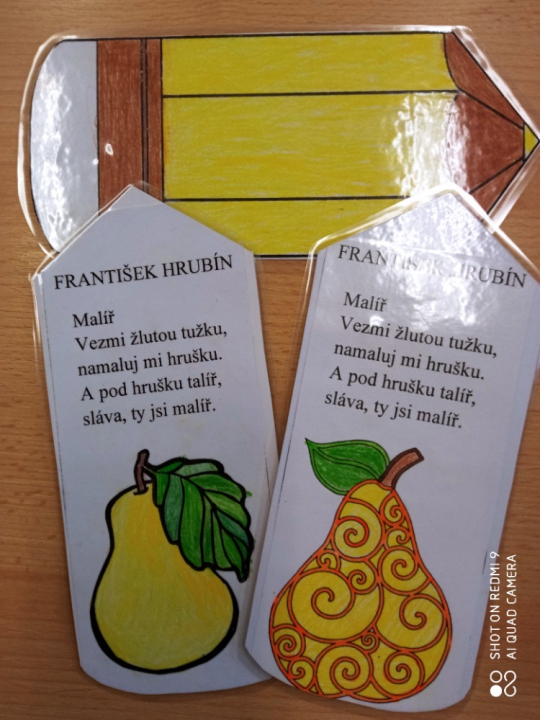 FRANTIŠEK HRUBÍN
Malíř
Vezmi žlutou tužku,
namaluj mi hrušku.
A pod hrušku talíř,
sláva, ty jsi malíř.
FRANTIŠEK HRUBÍN
Malíř
Vezmi žlutou tužku,
namaluj mi hrušku.
A pod hrušku talíř,
sláva, ty jsi malíř.
SHOT ON REDMI 9
AI QUAD CAMERA